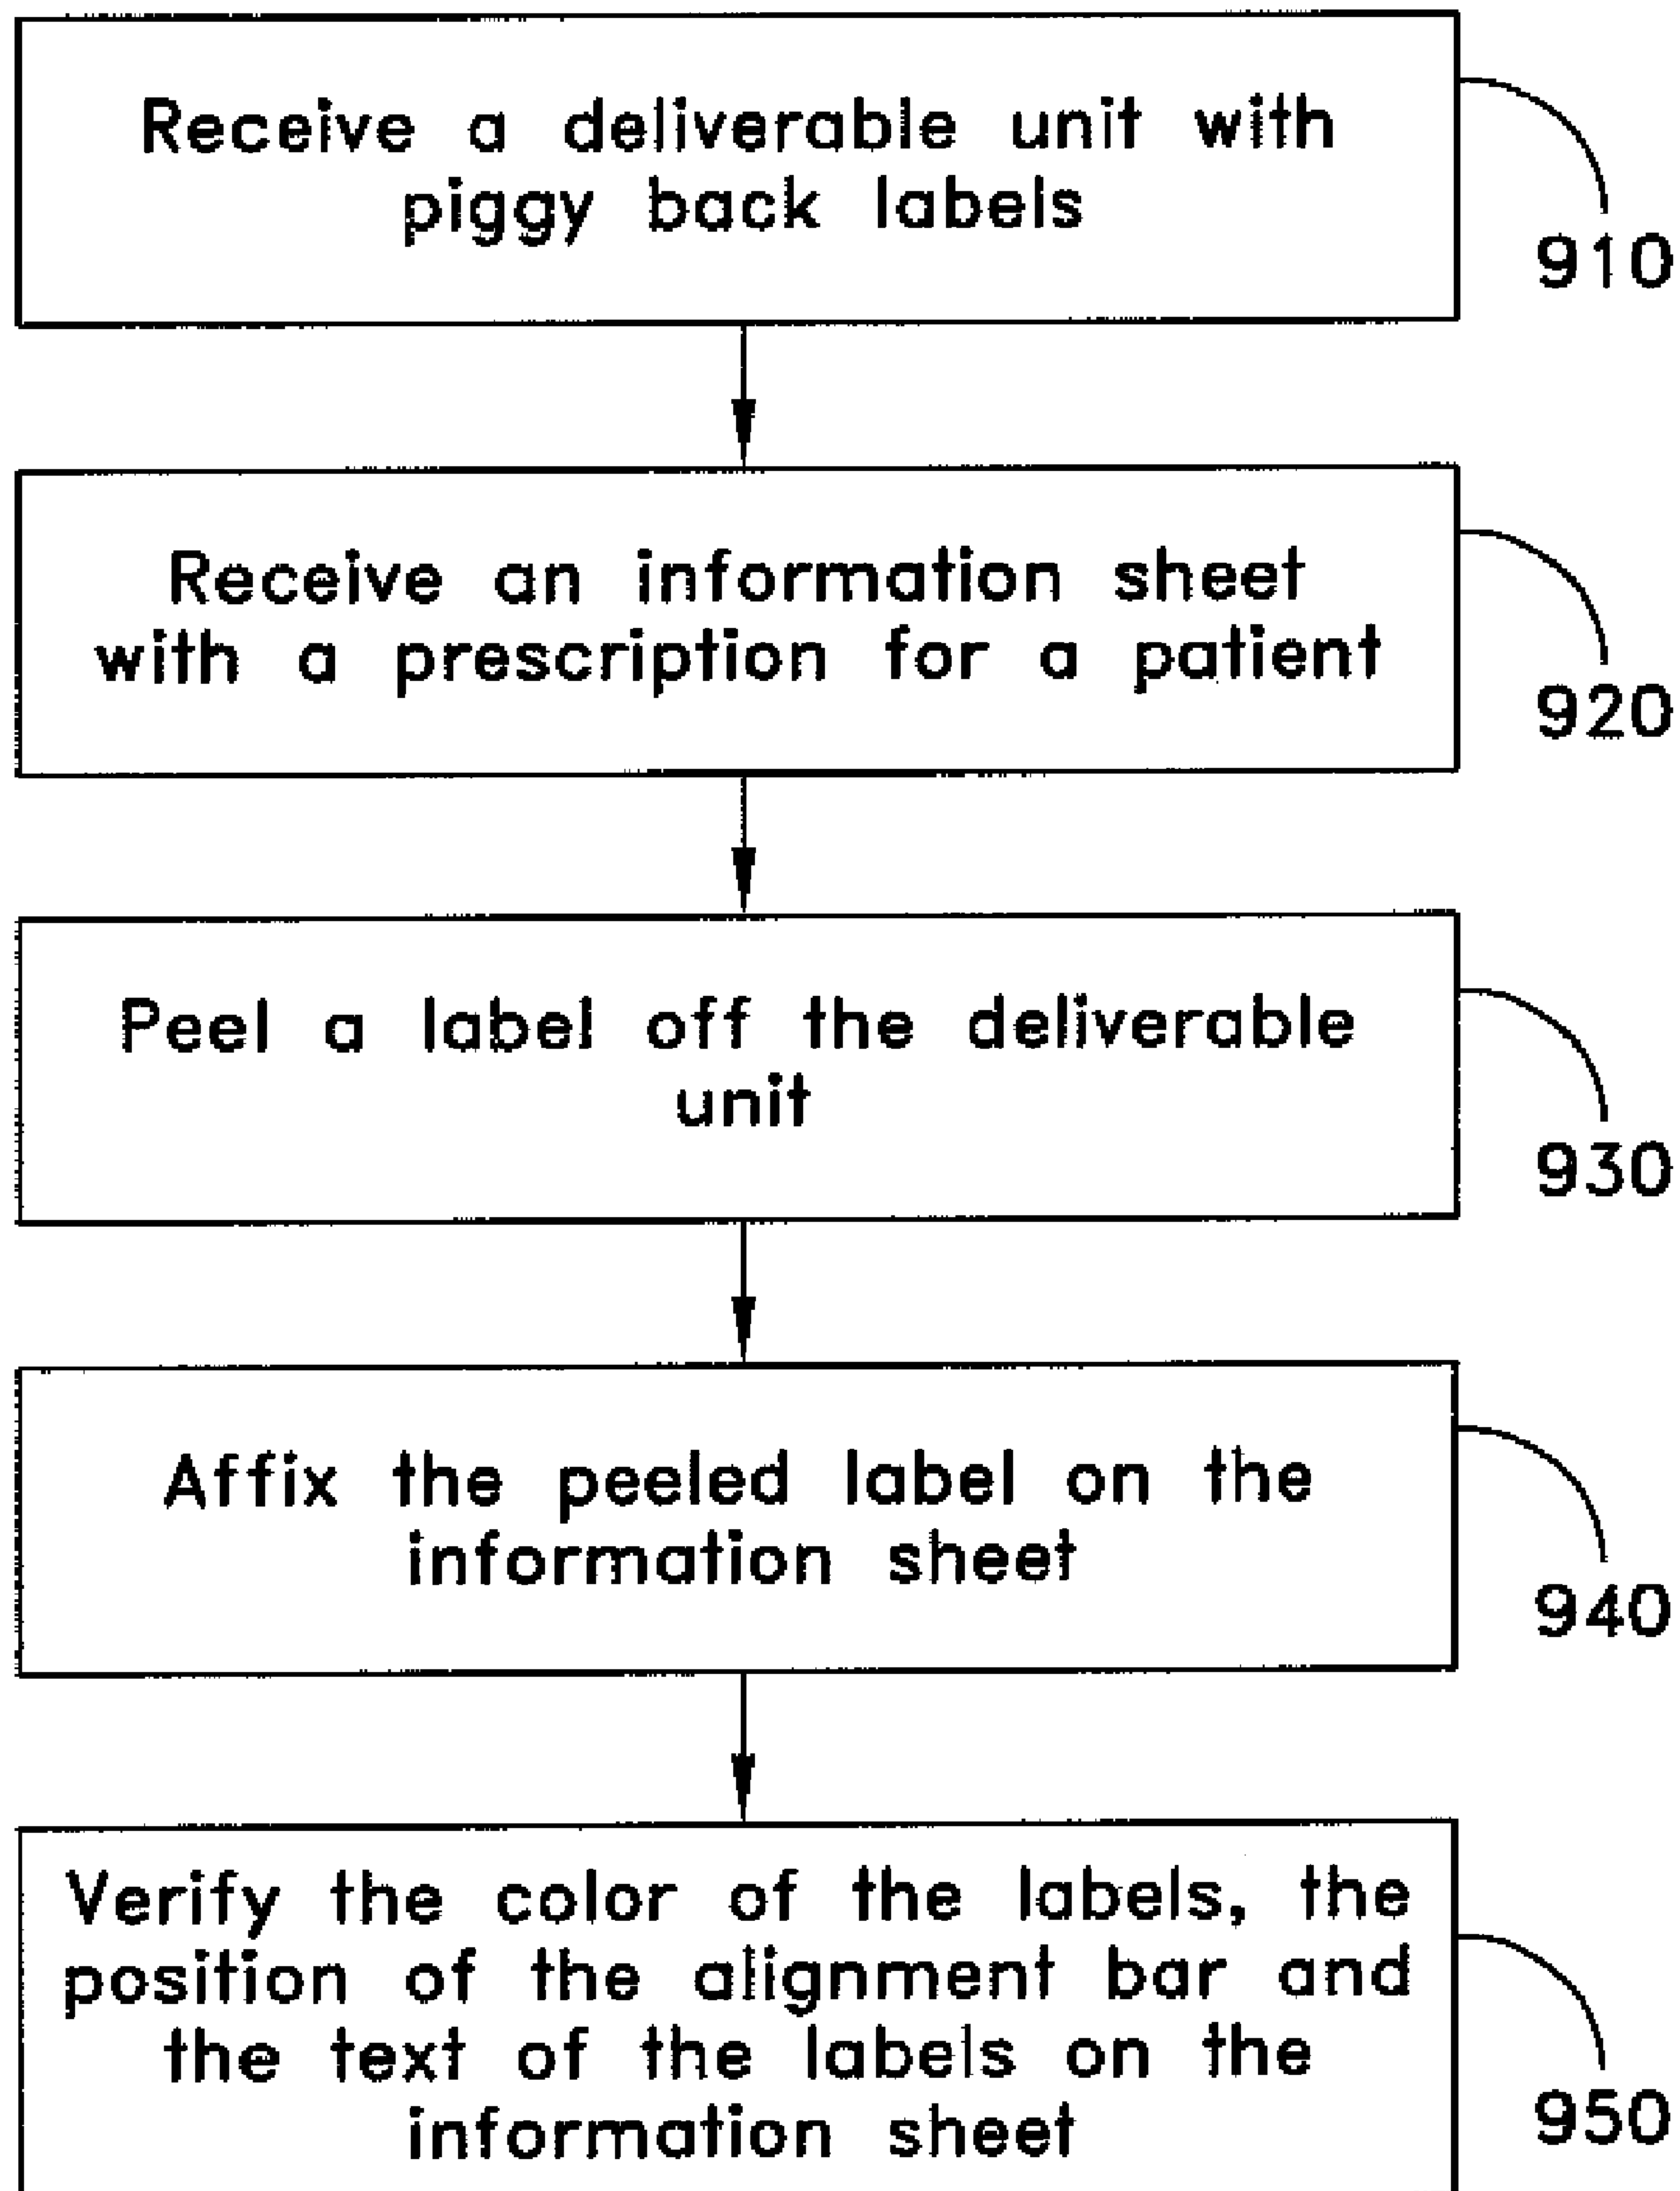 Receive a deliverable unit with
piggy back labels
910
Receive an information sheet
with a prescription for a patient
920
Peel a label off the deliverable
unit
930
Affix the peeled label on the
information sheet
940
Verify the color of the labels, the
position of the alignment bar and
the text of the labels on the
information sheet
950